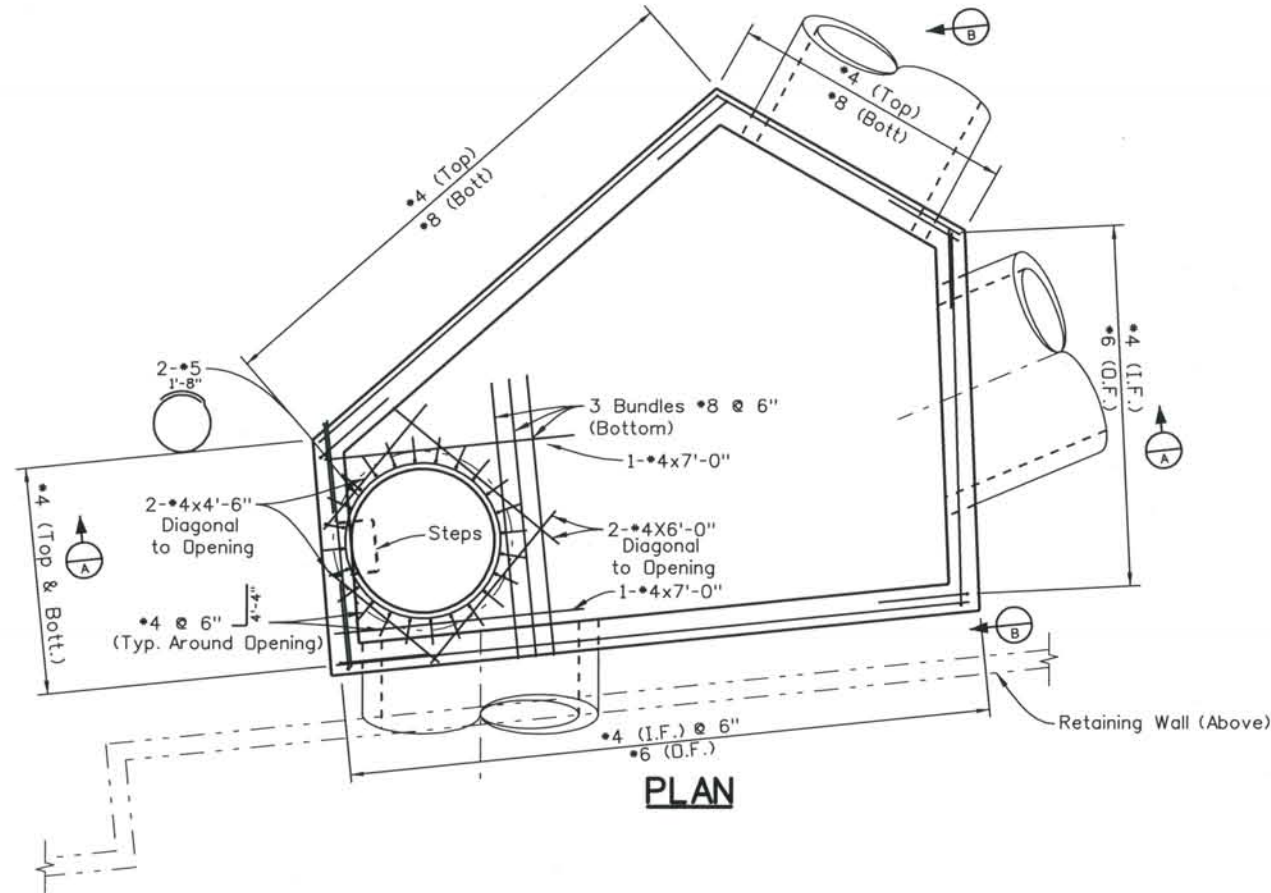 B
•4 (Top)
•8 (Bott)
•4 (Top)
•8 (Bott)
•4 (I.F.)
•6 (O.F.)
2-•5
1'-8"
3 Bundles •8 @ 6"
(Bottom)
1-•4x7'-0"
•4 (Top & Bott.)
A
2-•4x4'-6"
Diagonal
to Opening
Steps
2-•4X6'-0"
Diagonal
to Opening
1-•4x7'-0"
A
•4 @ 6"
4'-4"
(Typ. Around Opening)
B
Retaining Wall (Above)
•4 (I.F.) @ 6"
•6 (O.F.)
PLAN